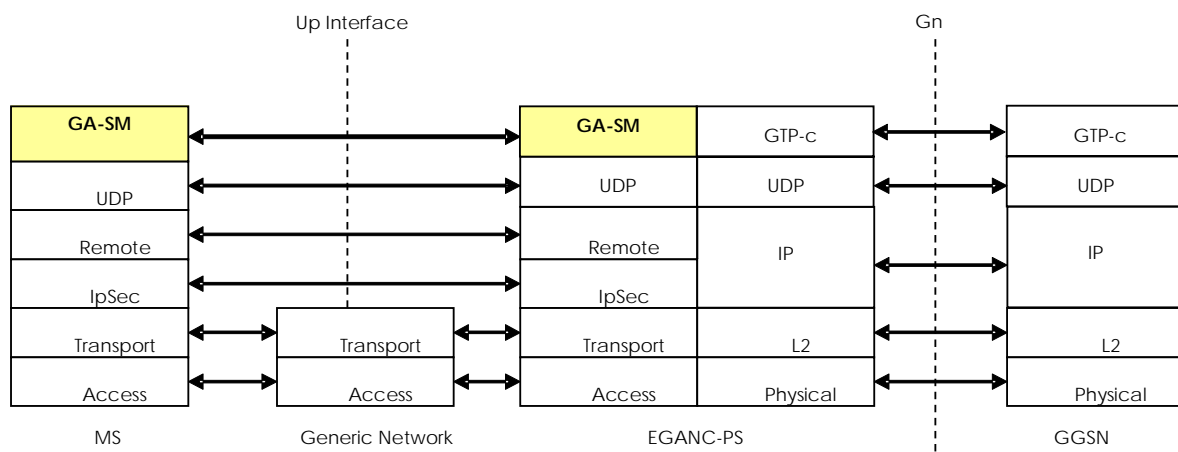 Up Interface Gn
GA-SM GA-SM GTP-c GTP-c
UDP UDP UDP UDP
Remote Remote IP IP
IpSec IpSec
Transport Transport Transport L2 L2
Access Access Access Physical Physical
MS Generic Network EGANC-PS GGSN